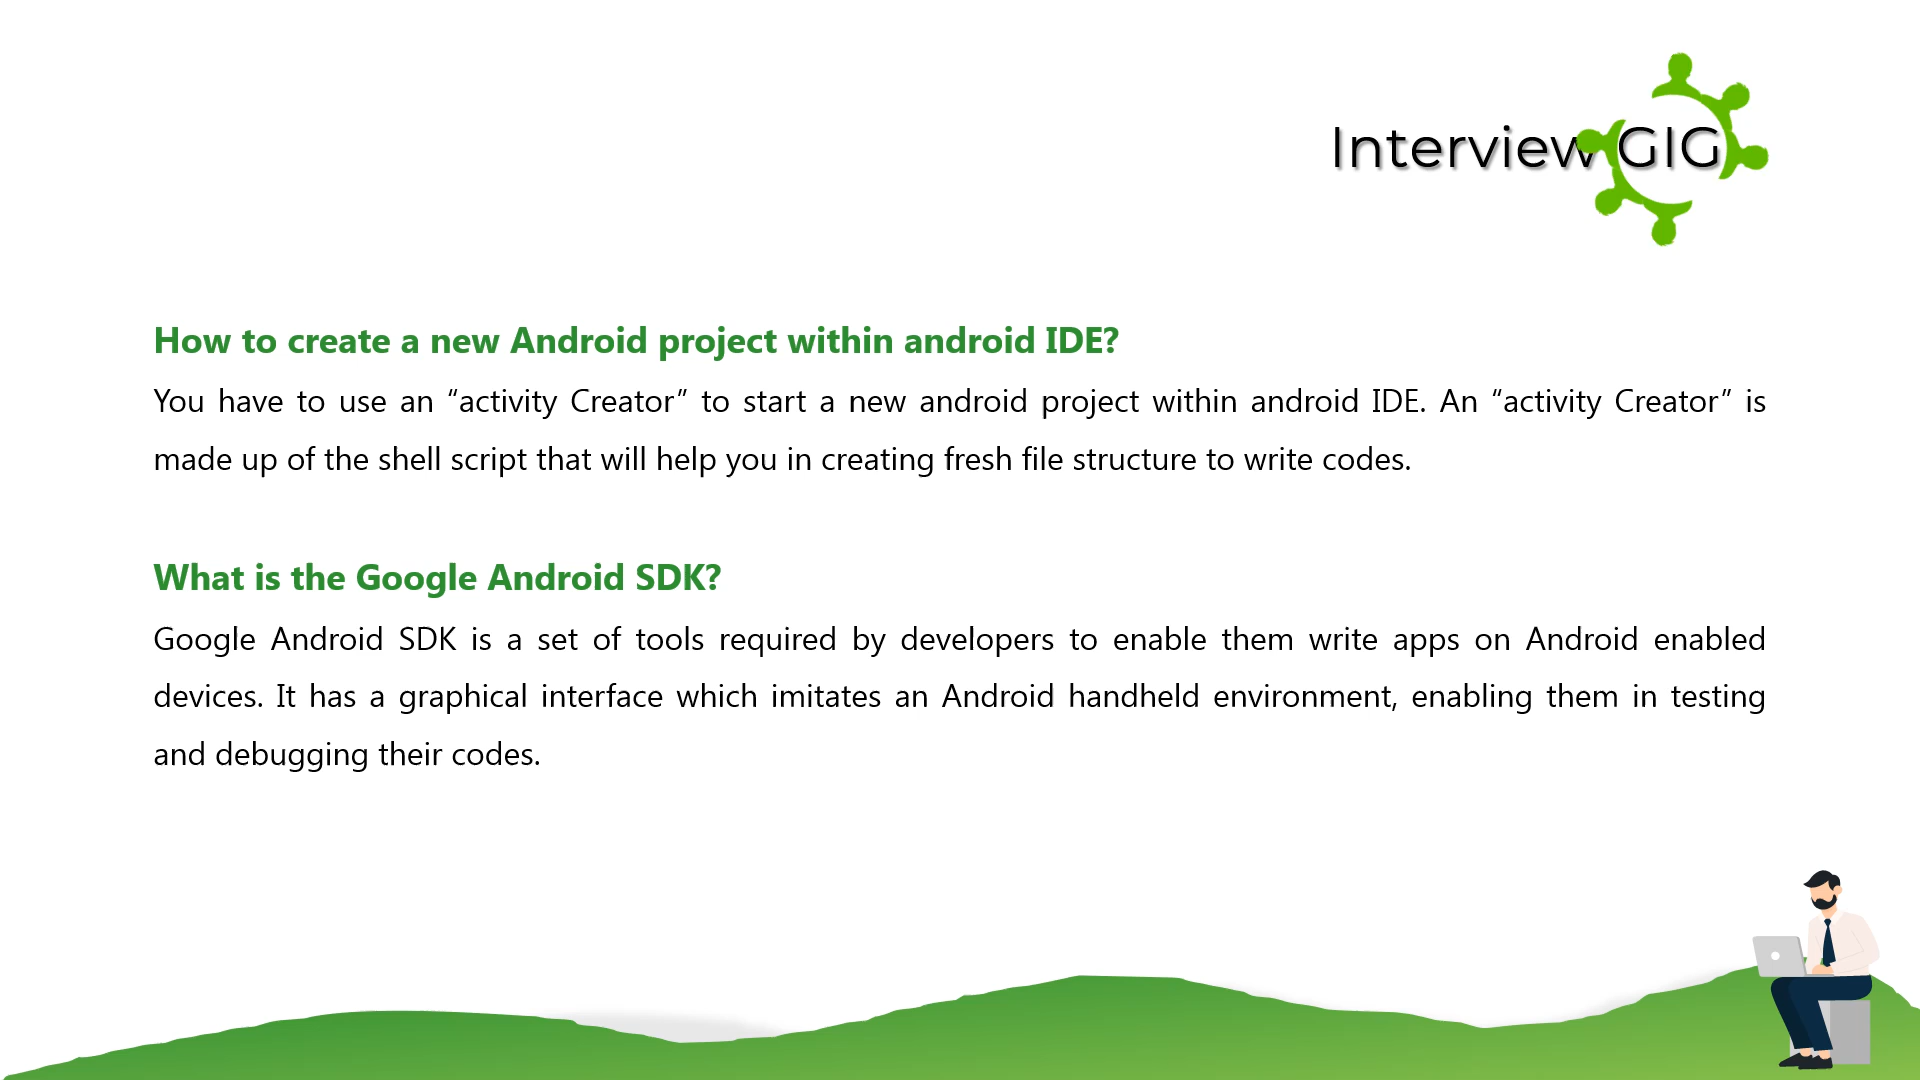 Interview GIG
How to create a new Android project within android IDE?
You have to use an “activity Creator” to start a new android project within android IDE. An “activity Creator” is
made up of the shell script that will help you in creating fresh file structure to write codes.
What is the Google Android SDK?
Google Android SDK is a set of tools required by developers to enable them write apps on Android enabled
devices. It has a graphical interface which imitates an Android handheld environment, enabling them in testing
and debugging their codes.